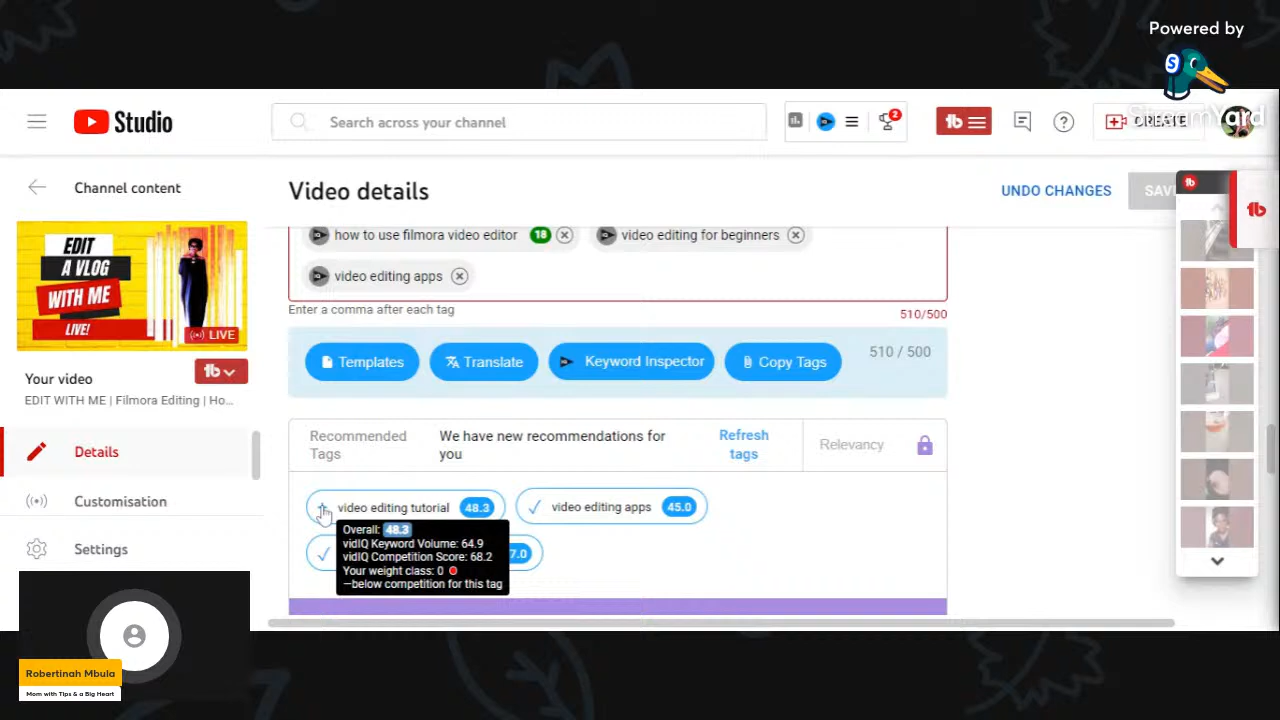 Powered by
S
StreamYard
Studio
Search across your channel
2
CREATE
Channel content
Video details
UNDO CHANGES
SAVE
EDIT
A VLOG
WITH ME
LIVE!
LIVE
how to use filmora video editor 18
video editing for beginners
video editing apps
Enter a comma after each tag
510/500
Templates
Translate
Keyword Inspector
Copy Tags
510 / 500
Your video
EDIT WITH ME | Filmora Editing | Ho...
Recommended
Tags
We have new recommendations for
you
Refresh
tags
Relevancy
Details
Customisation
Settings
video editing tutorial 48.3
video editing apps 45.0
Overall: 48.3
vidIQ Keyword Volume: 64.9
vidIQ Competition Score: 68.2
Your weight class: 0
—below competition for this tag
7.0
Robertinah Mbula
Mom with Tips & a Big Heart